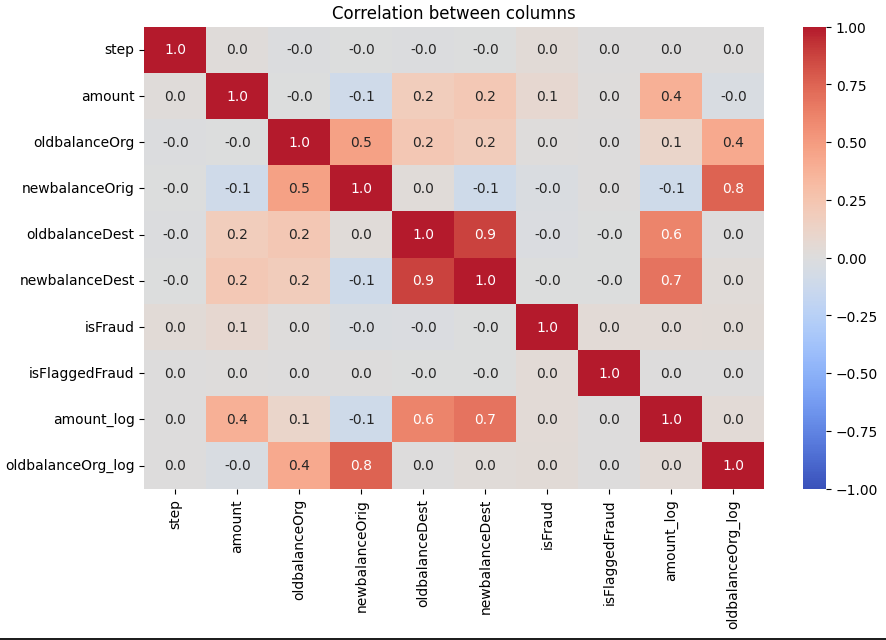 Correlation between columns
step 1.0 0.0 -0.0 -0.0 -0.0 -0.0 0.0 0.0 0.0 0.0
amount 0.0 1.0 -0.0 -0.1 0.2 0.2 0.1 0.0 0.4 -0.0
oldbalanceOrg -0.0 -0.0 1.0 0.5 0.2 0.2 0.0 0.0 0.1 0.4
newbalanceOrig -0.0 -0.1 0.5 1.0 0.0 -0.1 -0.0 0.0 -0.1 0.8
oldbalanceDest -0.0 0.2 0.2 0.0 1.0 0.9 -0.0 -0.0 0.6 0.0
newbalanceDest -0.0 0.2 0.2 -0.1 0.9 1.0 -0.0 -0.0 0.7 0.0
isFraud 0.0 0.1 0.0 -0.0 -0.0 -0.0 1.0 0.0 0.0 0.0
isFlaggedFraud 0.0 0.0 0.0 0.0 -0.0 -0.0 0.0 1.0 0.0 0.0
amount_log 0.0 0.4 0.1 -0.1 0.6 0.7 0.0 0.0 1.0 0.0
oldbalanceOrg_log 0.0 -0.0 0.4 0.8 0.0 0.0 0.0 0.0 0.0 1.0
step
amount
oldbalanceOrg
newbalanceOrig
oldbalanceDest
newbalanceDest
isFraud
isFlaggedFraud
amount_log
oldbalanceOrg_log
1.00
0.75
0.50
0.25
0.00
−0.25
−0.50
−0.75
−1.00